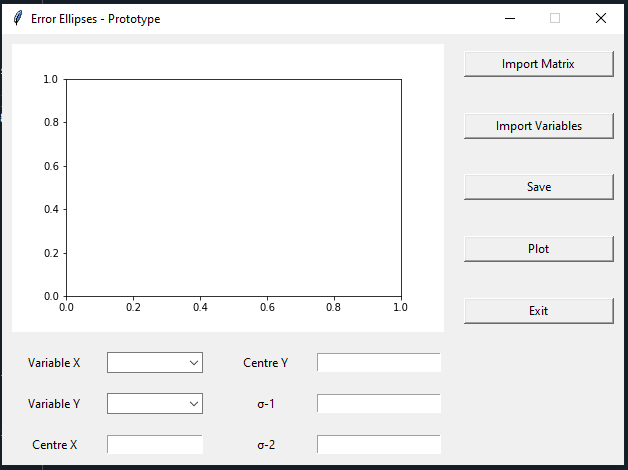 Error Ellipses - Prototype
Import Matrix
Import Variables
Save
Plot
Exit
1.0
0.8
0.6
0.4
0.2
0.0
0.0 0.2 0.4 0.6 0.8 1.0
Variable X Centre Y
Variable Y σ-1
Centre X σ-2